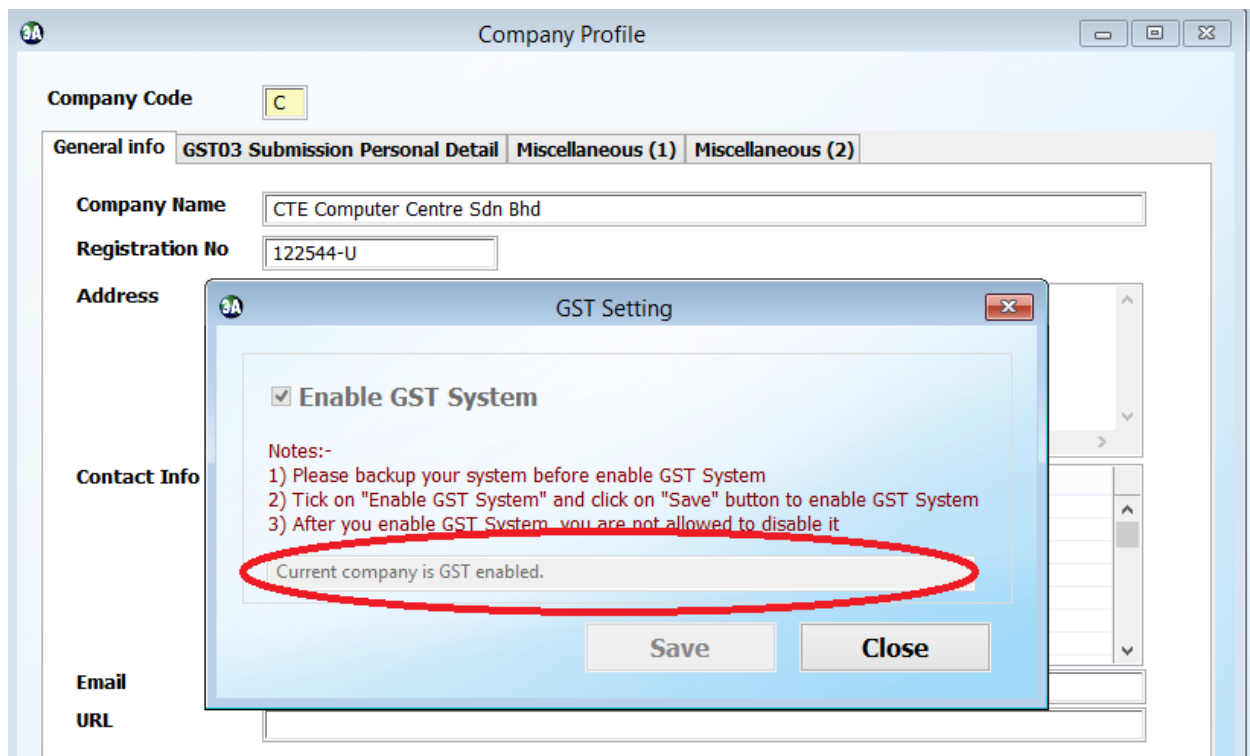 3A Company Profile
Company Code C
General info GST03 Submission Personal Detail Miscellaneous (1) Miscellaneous (2)
Company Name CTE Computer Centre Sdn Bhd
Registration No 122544-U
Address
3A GST Setting
Enable GST System
Notes:-
1) Please backup your system before enable GST System
2) Tick on "Enable GST System" and click on "Save" button to enable GST System
3) After you enable GST System, you are not allowed to disable it
Contact Info
Current company is GST enabled.
Save Close
Email
URL